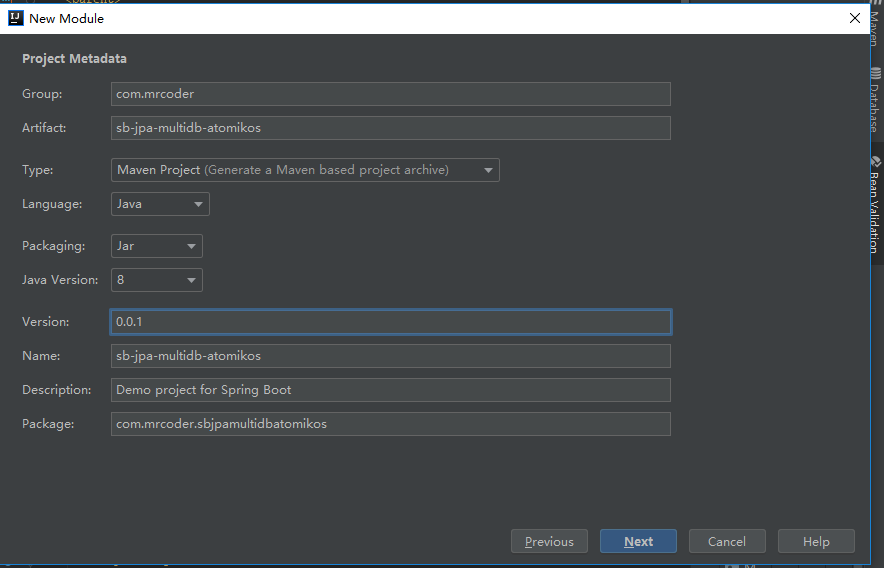 <parent>
New Module
Project Metadata
Group: com.mrcoder
Artifact: sb-jpa-multidb-atomikos
Type: Maven Project (Generate a Maven based project archive)
Language: Java
Packaging: Jar
Java Version: 8
Version: 0.0.1
Name: sb-jpa-multidb-atomikos
Description: Demo project for Spring Boot
Package: com.mrcoder.sbjpamultidbatomikos
Previous Next Cancel Help
Maven
Database
Bean Validation